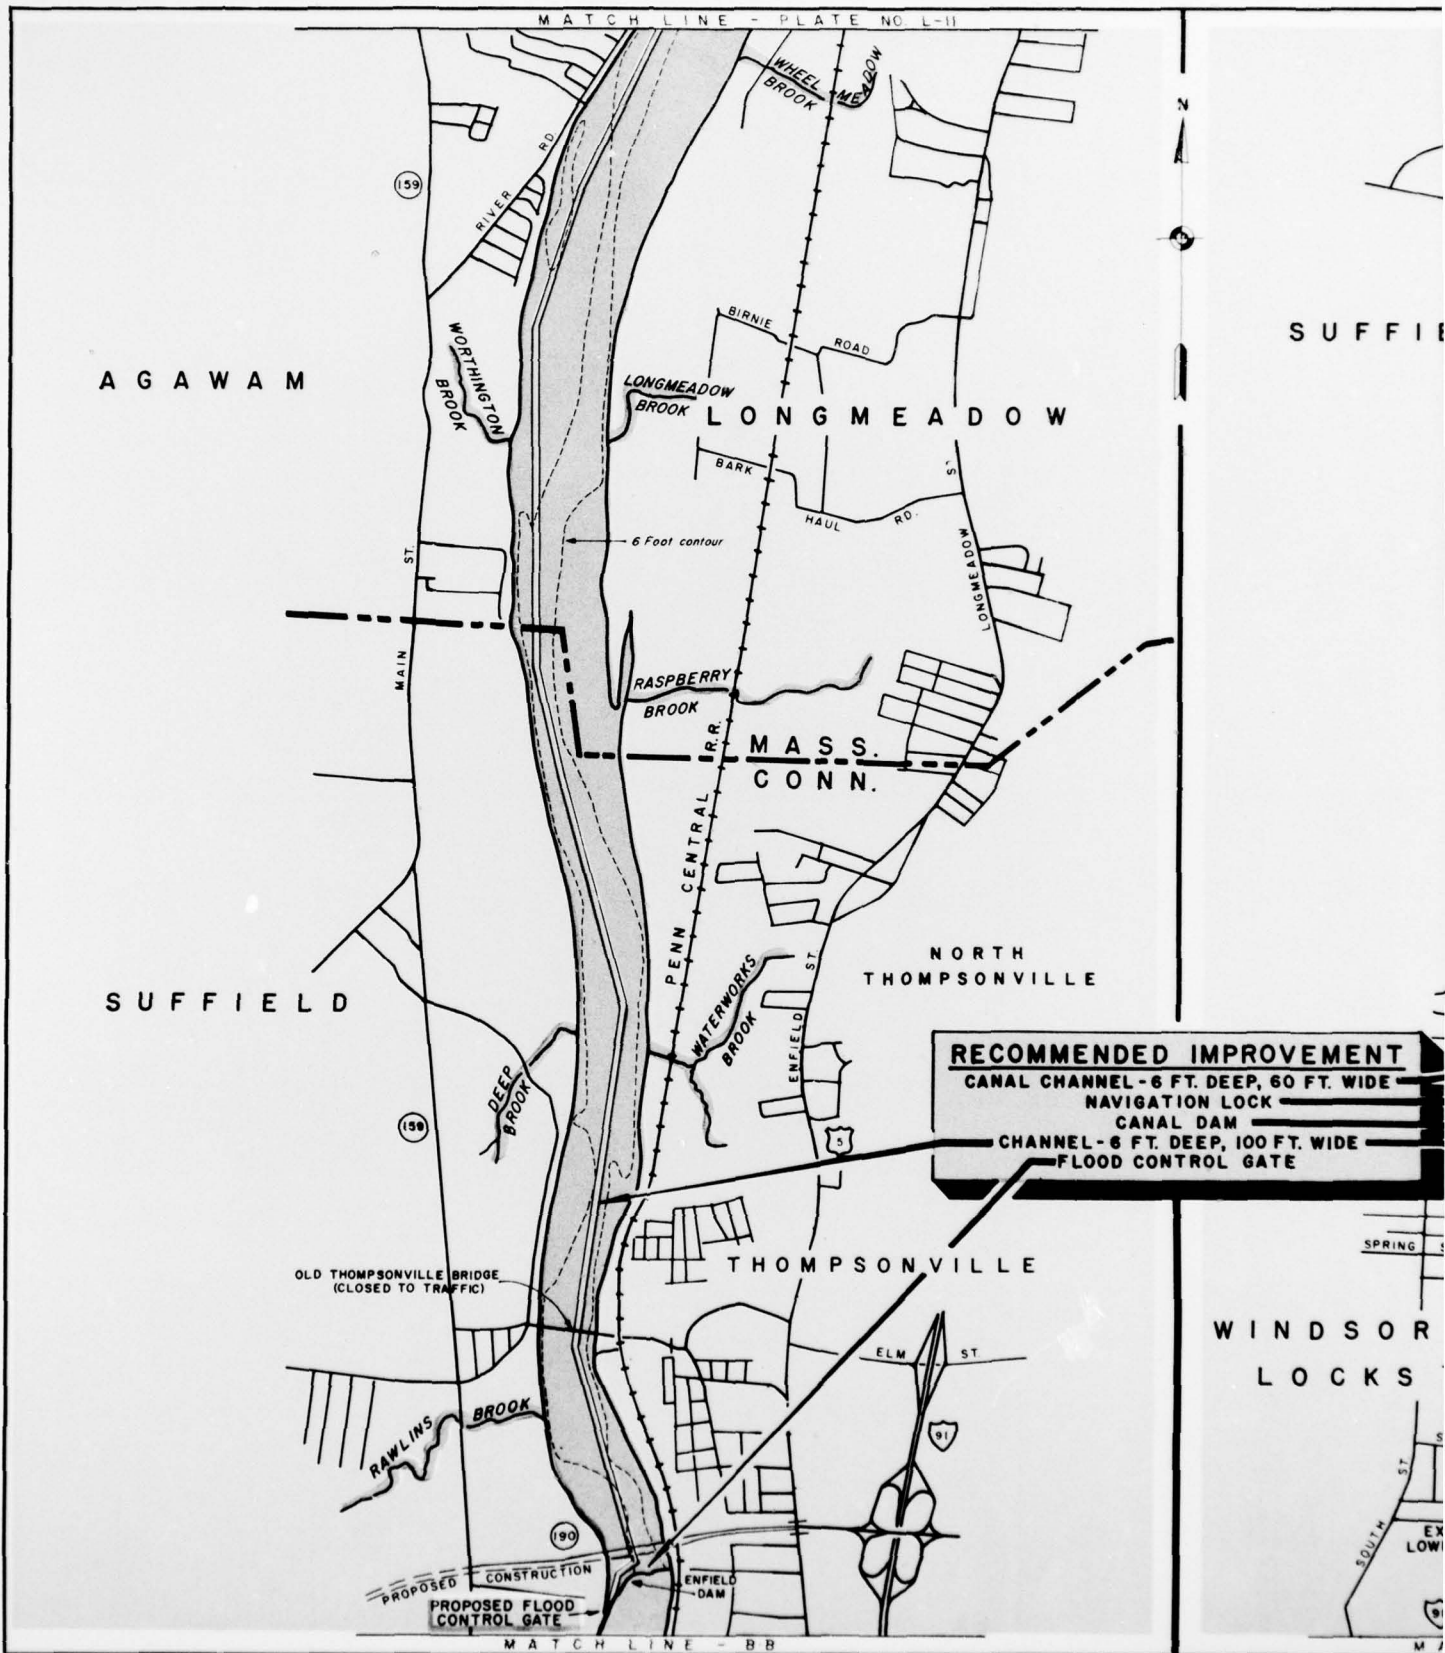 MATCH LINE - PLATE NO. L-11
WHEEL MEADOW
BROOK
N
RIVER RD.
159
BIRNIE ROAD
WORTHINGTON
BROOK
LONGMEADOW
BROOK
AGAWAM
LONGMEADOW
SUFFIE
BARK HAUL RD.
6 Foot contour
LONGMEADOW ST
MAIN ST.
RASPBERRY
BROOK
MASS.
CONN.
PENN CENTRAL R.R.
NORTH
THOMPSONVILLE
SUFFIELD
WATERWORKS
BROOK
ENFIELD ST.
DEEP
BROOK
159
5
RECOMMENDED IMPROVEMENT
CANAL CHANNEL-6 FT. DEEP, 60 FT. WIDE
NAVIGATION LOCK
CANAL DAM
CHANNEL-6 FT. DEEP, 100 FT. WIDE
FLOOD CONTROL GATE
SPRING S
THOMPSONVILLE
OLD THOMPSONVILLE BRIDGE
(CLOSED TO TRAFFIC)
WINDSOR
LOCKS
ELM ST.
91
RAWLINS BROOK
190
PROPOSED CONSTRUCTION
ENFIELD
DAM
PROPOSED FLOOD
CONTROL GATE
SOUTH ST
S
EX
LOW
MATCH LINE - BB
MA